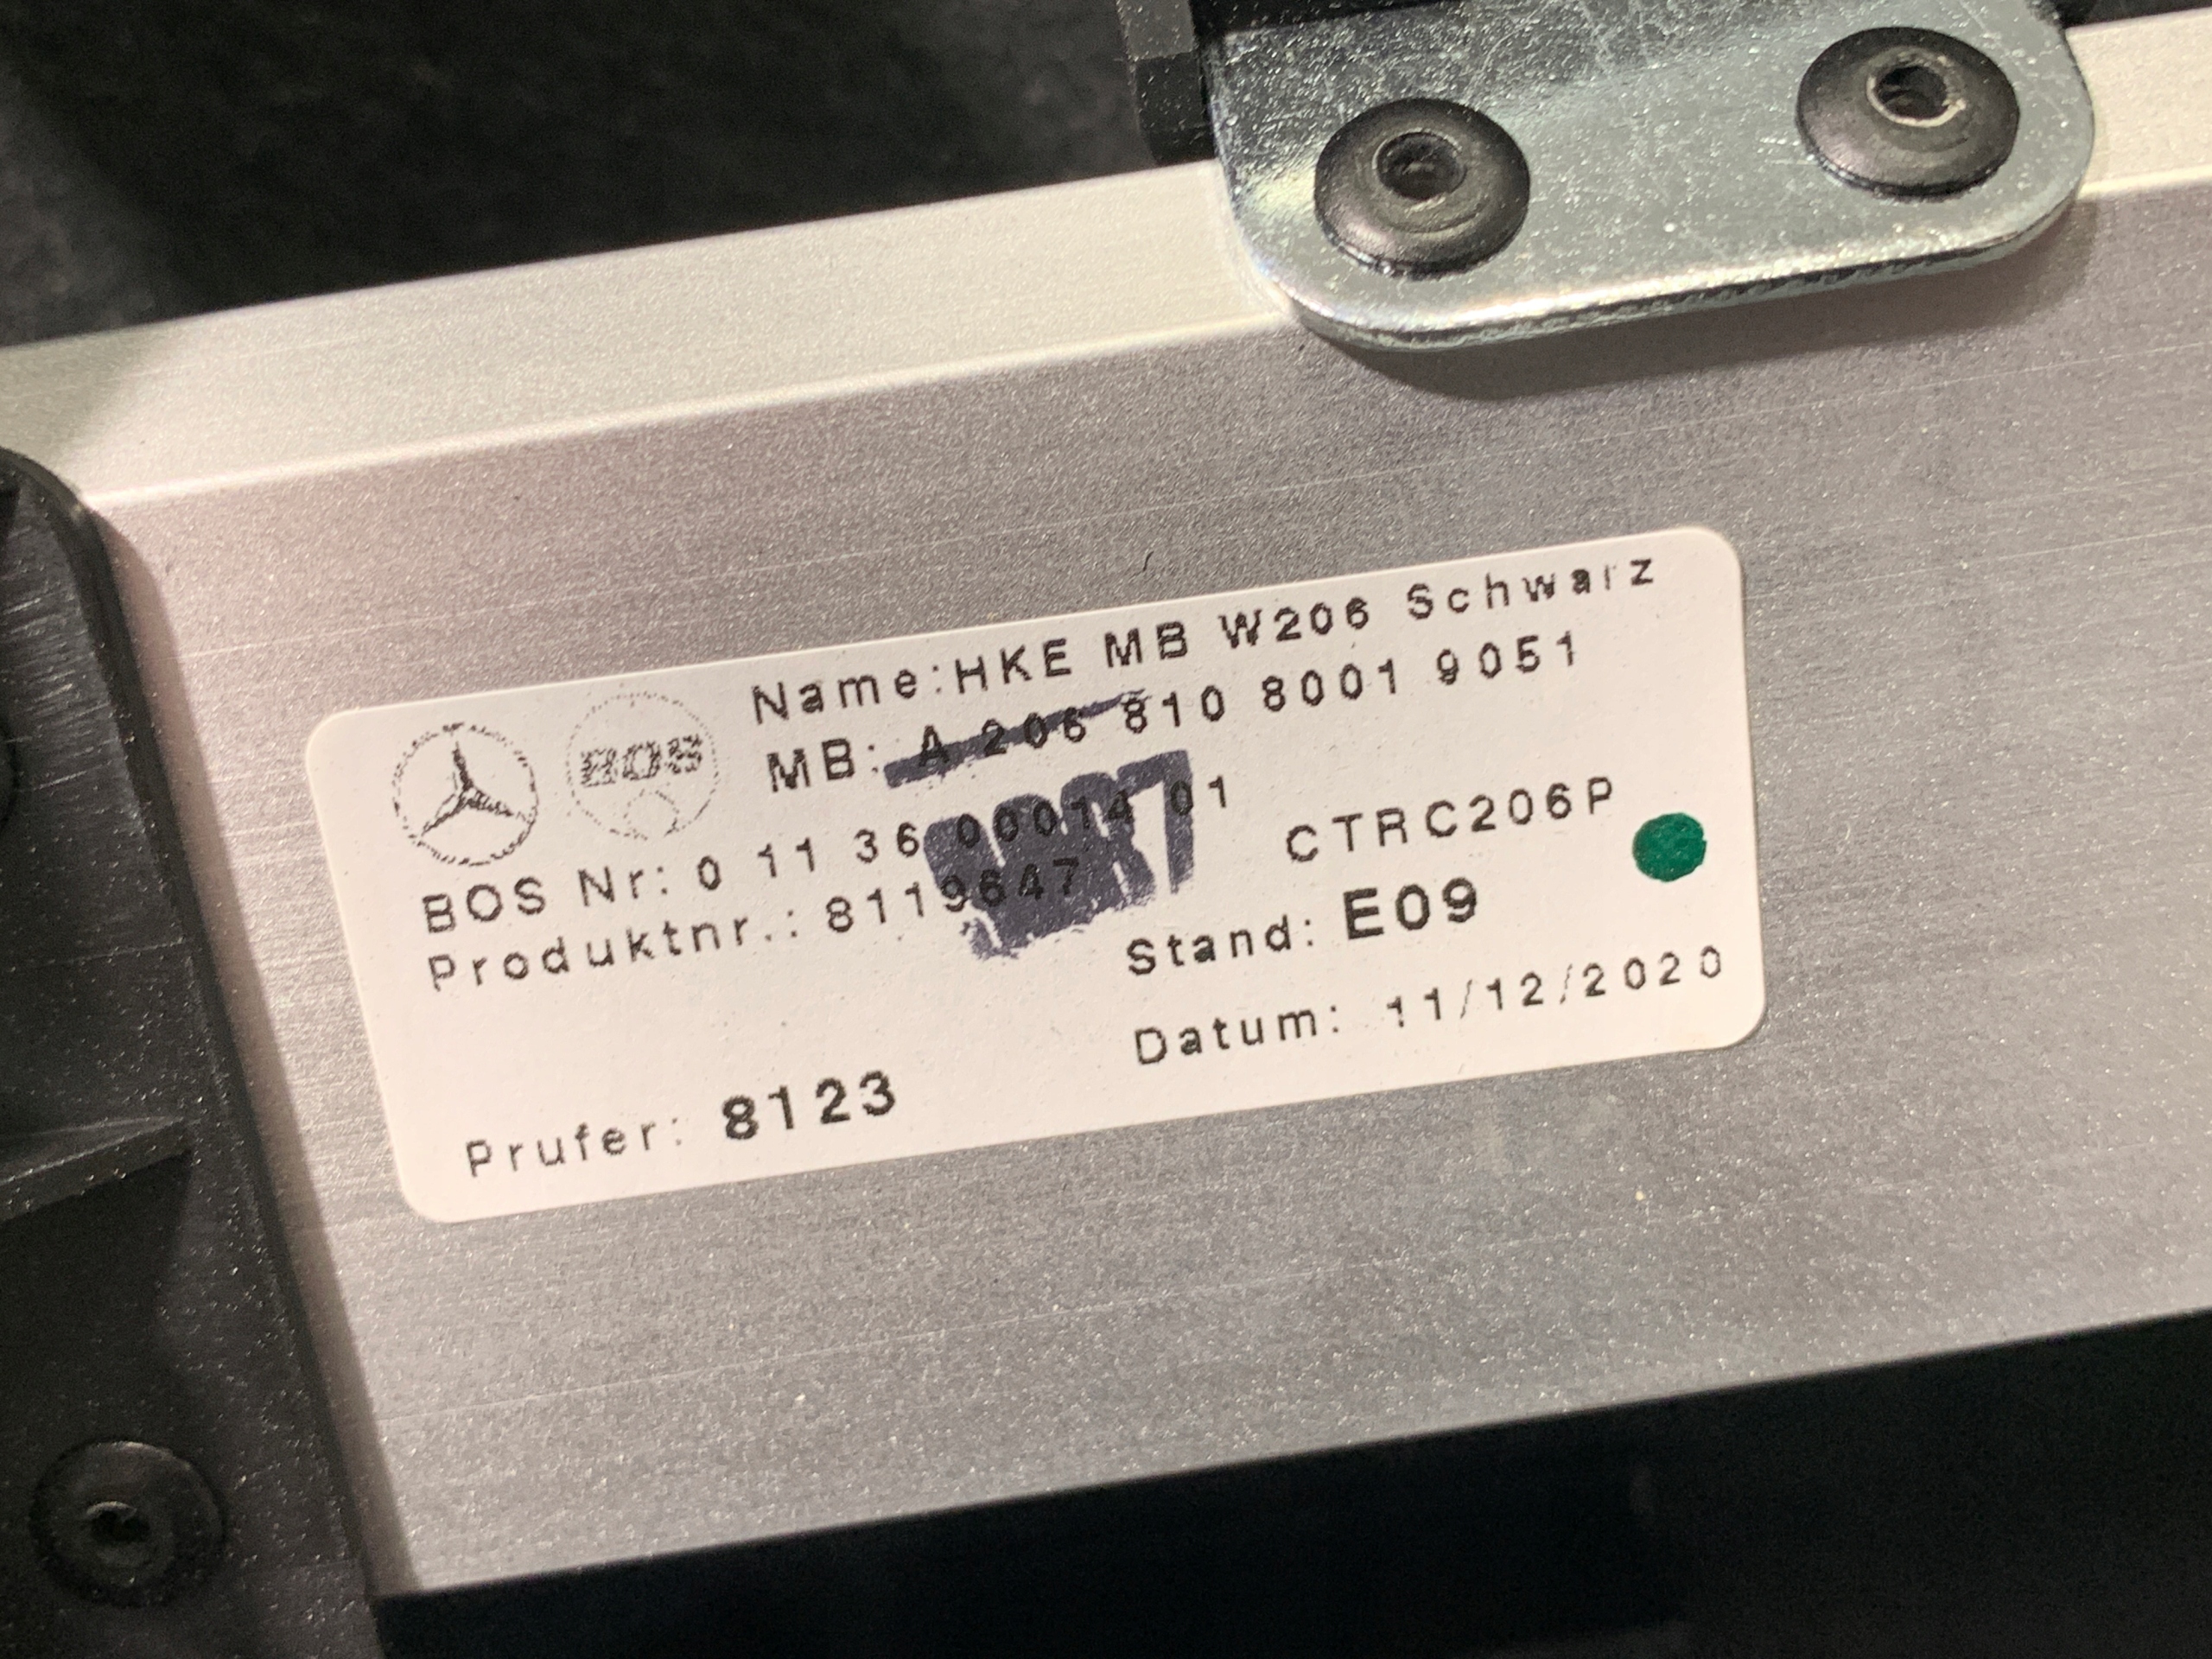 BOS
Name:HKE MB W206 Schwarz
MB: A 206 810 8001 9051
BOS Nr: 0 11 36 00014 01
CTRC206P
Produktnr.: 8119647
Stand: E09
Datum: 11/12/2020
Prufer: 8123